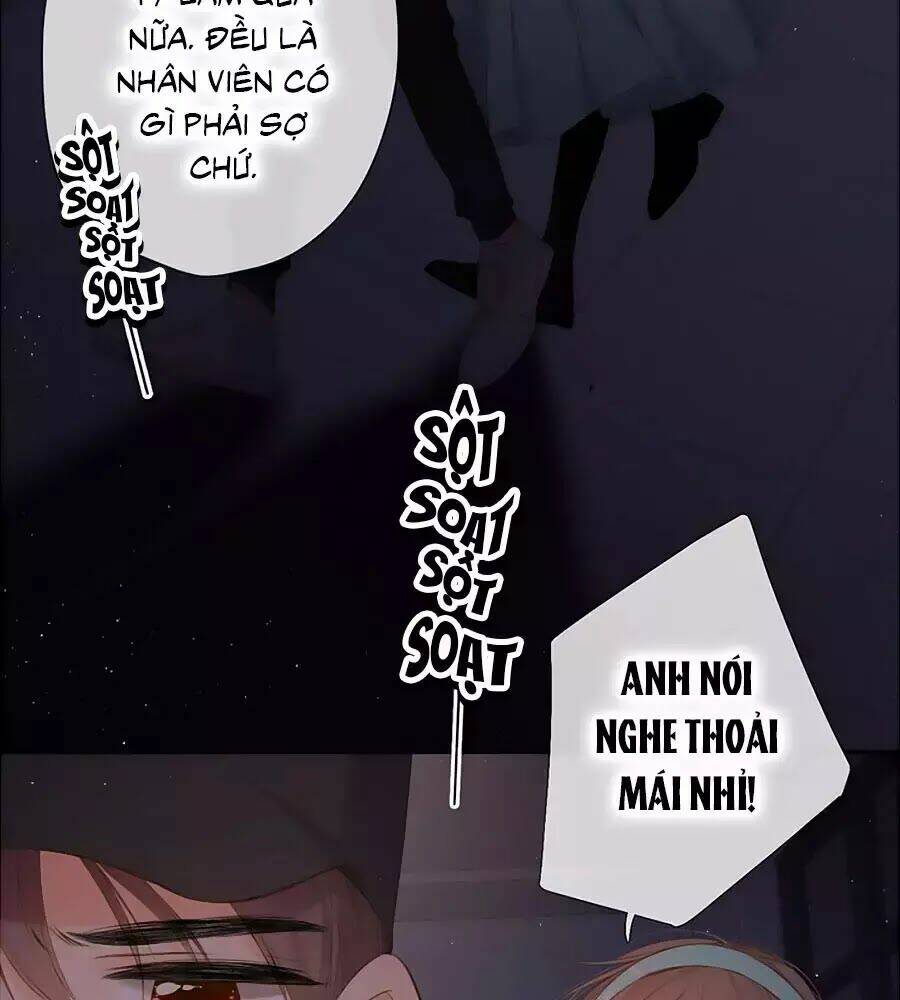 NỮA. ĐỀU LÀ
NHÂN VIÊN CÓ
GÌ PHẢI SỢ
CHỨ.
SỘT
SOẠT
SỘT
SOẠT
SỘT
SOẠT
SỘT
SOẠT
ANH NÓI
NGHE THOẢI
MÁI NHỈ!